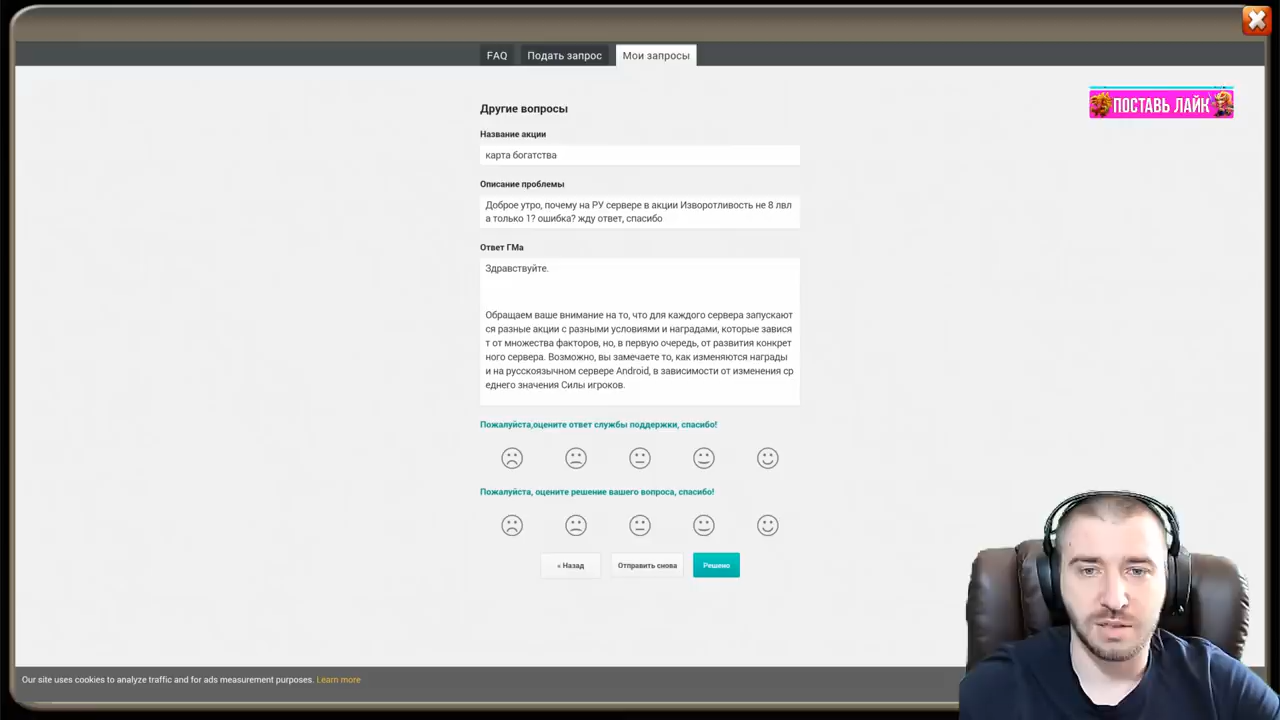 FAQ
Подать запрос
Мои запросы
ПОСТАВЬ ЛАЙК
Другие вопросы
Название акции
карта богатства
Описание проблемы
Доброе утро, почему на РУ сервере в акции Изворотливость не 8 лвл
а только 1? ошибка? жду ответ, спасибо
Ответ ГМа
Здравствуйте.
Обращаем ваше внимание на то, что для каждого сервера запускают
ся разные акции с разными условиями и наградами, которые завися
т от множества факторов, но, в первую очередь, от развития конкрет
ного сервера. Возможно, вы замечаете то, как изменяются награды
и на русскоязычном сервере Android, в зависимости от изменения ср
еднего значения Силы игроков.
Пожалуйста,оцените ответ службы поддержки, спасибо!
Пожалуйста, оцените решение вашего вопроса, спасибо!
« Назад
Отправить снова
Решено
Our site uses cookies to analyze traffic and for ads measurement purposes. Learn more